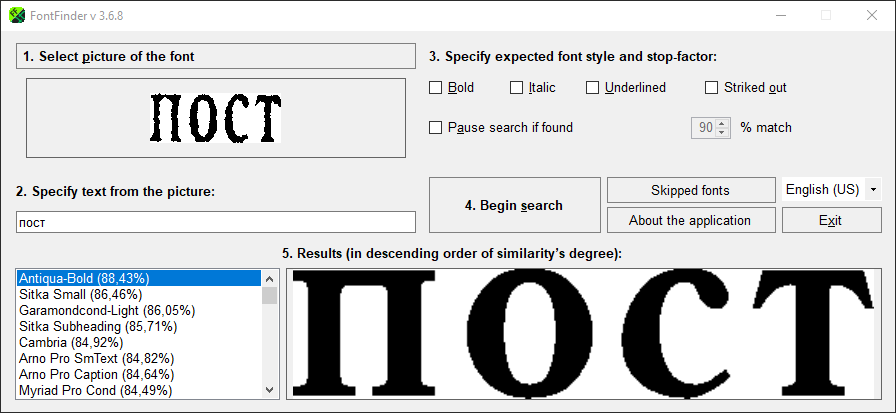 FontFinder v 3.6.8
1. Select picture of the font
пост
2. Specify text from the picture:
пост
3. Specify expected font style and stop-factor:
Bold
Italic
Underlined
Striked out
Pause search if found
90 % match
4. Begin search
Skipped fonts
English (US)
About the application
Exit
5. Results (in descending order of similarity's degree):
Antiqua-Bold (88,43%)
Sitka Small (86,46%)
Garamondcond-Light (86,05%)
Sitka Subheading (85,71%)
Cambria (84,92%)
Arno Pro SmText (84,82%)
Arno Pro Caption (84,64%)
Myriad Pro Cond (84,49%)
пост